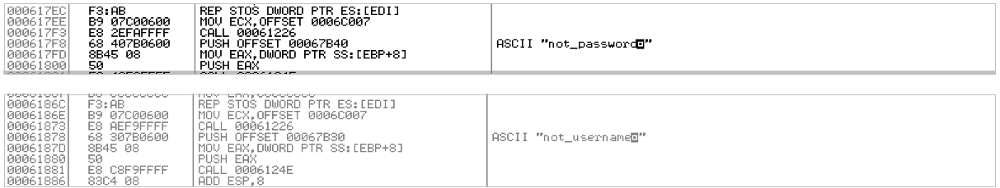 000617EC F3:AB REP STOS DWORD PTR ES:[EDI]
000617EE B9 07C00600 MOV ECX,OFFSET 0006C007
000617F3 E8 2EFAFFFF CALL 00061226
000617F8 68 407B0600 PUSH OFFSET 00067B40 ASCII "not_password◘"
000617FD 8B45 08 MOV EAX,DWORD PTR SS:[EBP+8]
00061800 50 PUSH EAX
0006186C F3:AB REP STOS DWORD PTR ES:[EDI]
0006186E B9 07C00600 MOV ECX,OFFSET 0006C007
00061873 E8 AEF9FFFF CALL 00061226
00061878 68 307B0600 PUSH OFFSET 00067B30 ASCII "not_username◘"
0006187D 8B45 08 MOV EAX,DWORD PTR SS:[EBP+8]
00061880 50 PUSH EAX
00061881 E8 C8F9FFFF CALL 0006124E
00061886 83C4 08 ADD ESP,8